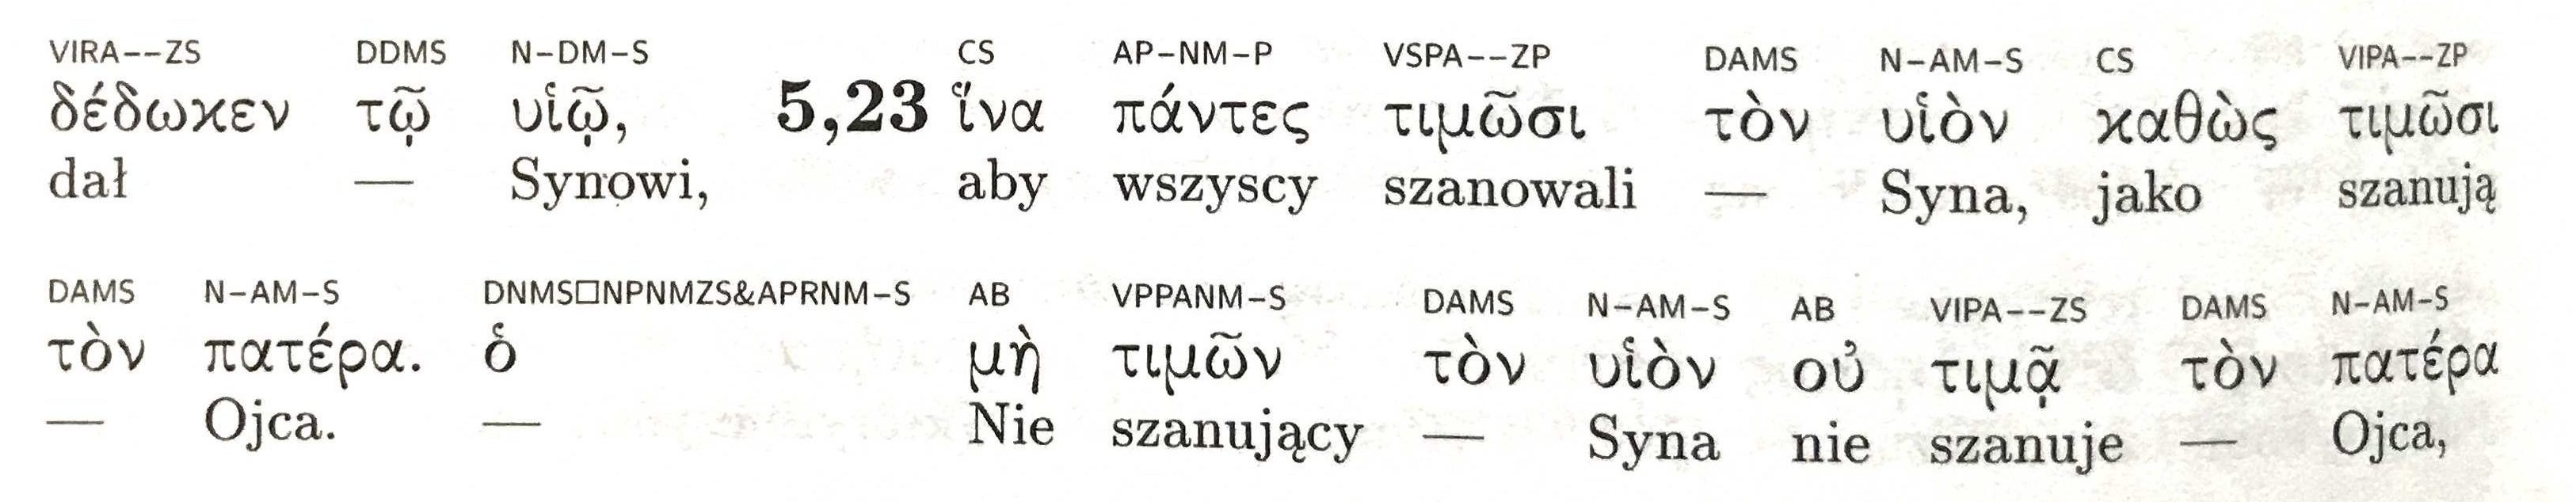 VIRA--ZS DDMS N-DM-S CS AP-NM-P VSPA--ZP DAMS N-AM-S CS VIPA--ZP
δέδωκεν τῷ υἱῷ, 5,23 ἵνα πάντες τιμῶσι τὸν υἱὸν καθὼς τιμῶσι
dał — Synowi, aby wszyscy szanowali — Syna, jako szanują
DAMS N-AM-S DNMS□NPNMZS&APRNM-S AB VPPANM-S DAMS N-AM-S AB VIPA--ZS DAMS N-AM-S
τὸν πατέρα. ὁ μὴ τιμῶν τὸν υἱὸν οὐ τιμᾷ τὸν πατέρα
— Ojca. — Nie szanujący — Syna nie szanuje — Ojca,